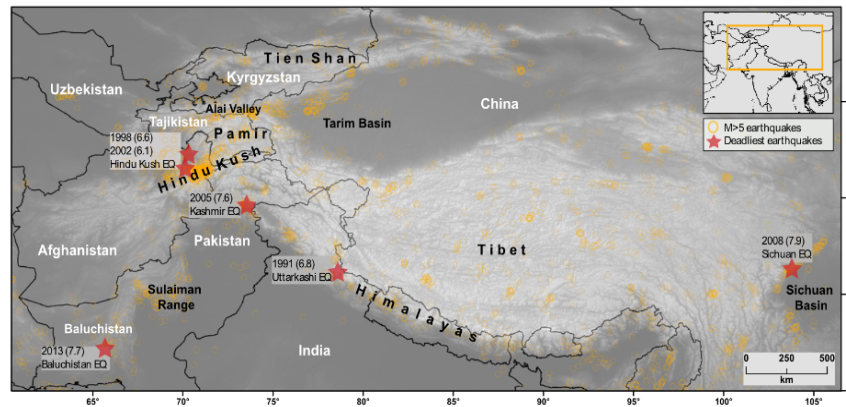 Tien Shan
Kyrgyzstan
Uzbekistan
China
Alai Valley
Tajikistan
Tarim Basin
Pamir
1998 (6.6)
2002 (6.1)
Hindu Kush EQ
Hindu Kush
2005 (7.6)
Kashmir EQ
Afghanistan
Pakistan
Tibet
2008 (7.9)
Sichuan EQ
1991 (6.8)
Uttarkashi EQ
Sulaiman
Range
Sichuan
Basin
Himalayas
Baluchistan
2013 (7.7)
Baluchistan EQ
India
M>5 earthquakes
Deadliest earthquakes
0 250 500
km
65° 70° 75° 80° 85° 90° 95° 100° 105°